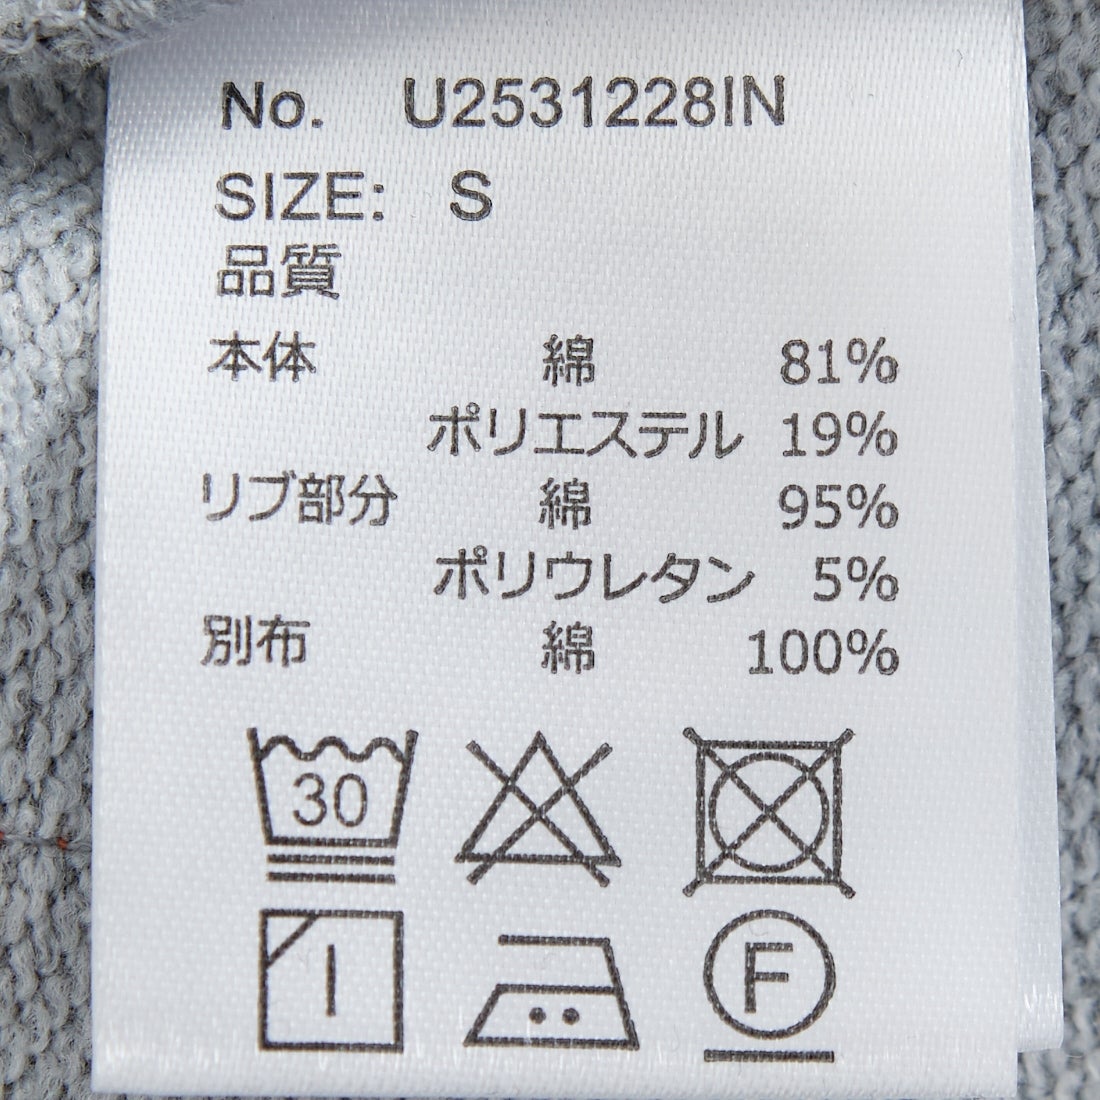 No. U2531228IN
SIZE: S
品質
本体 綿 81%
ポリエステル 19%
リブ部分 綿 95%
ポリウレタン 5%
別布 綿 100%
30
F